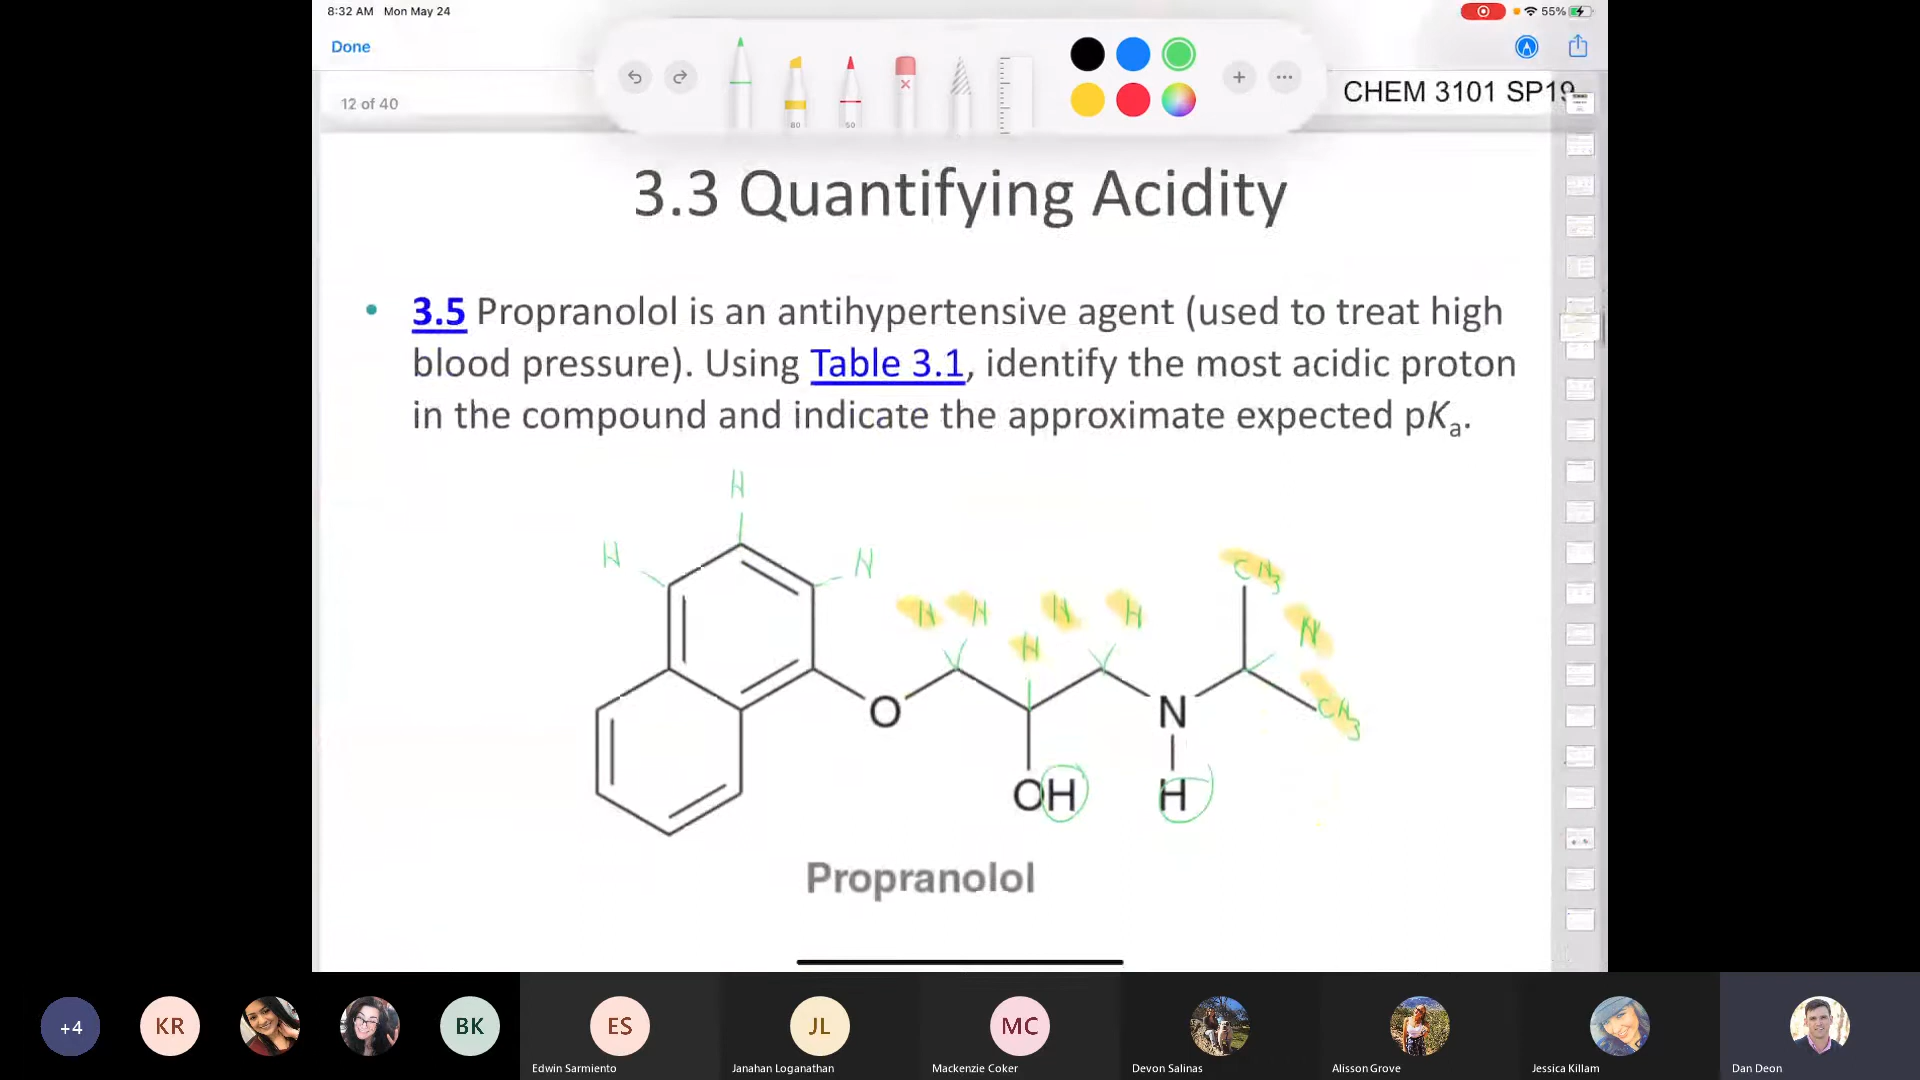 8:32 AM Mon May 24
55%
Done
80
50
CHEM 3101 SP19
12 of 40
3.3 Quantifying Acidity
• 3.5 Propranolol is an antihypertensive agent (used to treat high
blood pressure). Using Table 3.1, identify the most acidic proton
in the compound and indicate the approximate expected pKa.
H
H
H
CH3
H H H H
H
H
CH3
O
N
OH
H
Propranolol
+4
KR
BK
ES
JL
MC
Edwin Sarmiento
Janahan Loganathan
Mackenzie Coker
Devon Salinas
Alisson Grove
Jessica Killam
Dan Deon